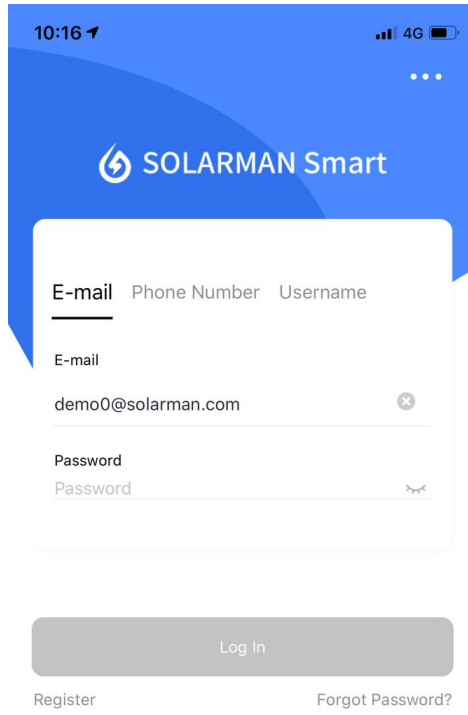 10:16 4G
SOLARMAN Smart
E-mail Phone Number Username
E-mail
demo0@solarman.com
Password
Password
Log In
Register Forgot Password?